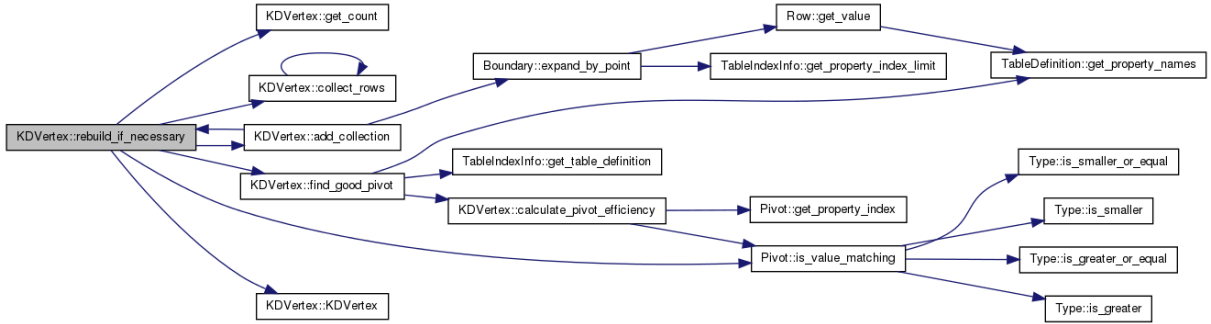 KDVertex::rebuild_if_necessary
KDVertex::get_count
KDVertex::collect_rows
KDVertex::add_collection
KDVertex::find_good_pivot
KDVertex::KDVertex
Boundary::expand_by_point
TableIndexInfo::get_table_definition
KDVertex::calculate_pivot_efficiency
Row::get_value
TableIndexInfo::get_property_index_limit
Pivot::get_property_index
Pivot::is_value_matching
TableDefinition::get_property_names
Type::is_smaller_or_equal
Type::is_smaller
Type::is_greater_or_equal
Type::is_greater